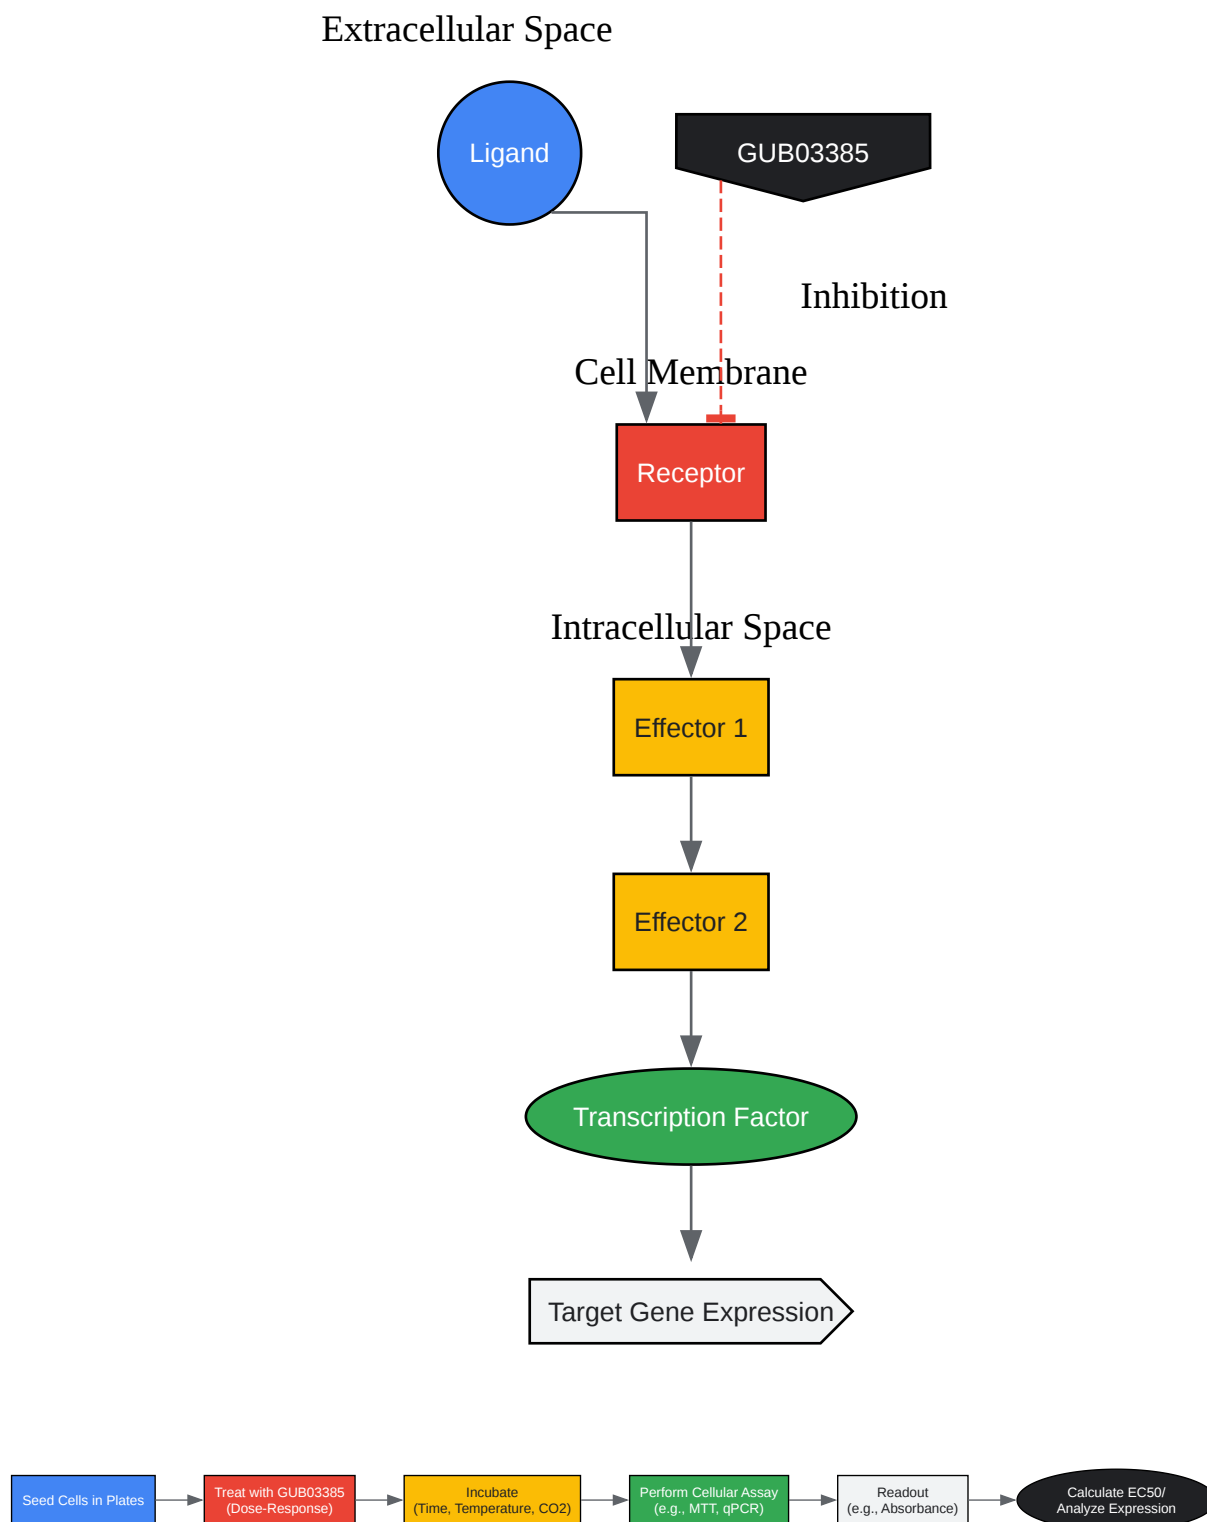 Extracellular Space
Ligand
GUB03385
Inhibition
Cell Membrane
Receptor
Intracellular Space
Effector 1
Effector 2
Transcription Factor
Target Gene Expression
Seed Cells in Plates
Treat with GUB03385
(Dose-Response)
Incubate
(Time, Temperature, CO2)
Perform Cellular Assay
(e.g., MTT, qPCR)
Readout
(e.g., Absorbance)
Calculate EC50/
Analyze Expression